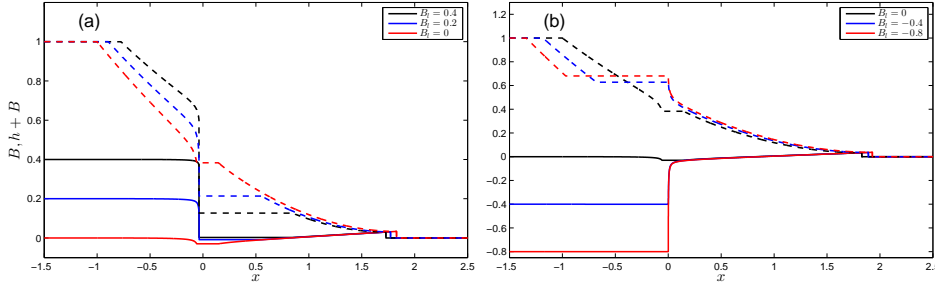 (a)
B_l = 0.4
B_l = 0.2
B_l = 0
B, h + B
1
0.8
0.6
0.4
0.2
0
−1.5 −1 −0.5 0 0.5 1 1.5 2 2.5
x
(b)
B_l = 0
B_l = −0.4
B_l = −0.8
1.2
1
0.8
0.6
0.4
0.2
0
−0.2
−0.4
−0.6
−0.8
−1.5 −1 −0.5 0 0.5 1 1.5 2 2.5
x